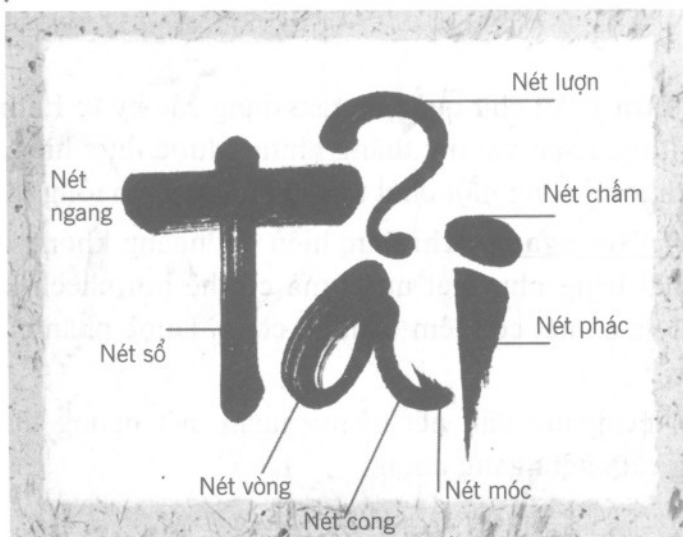 Nét lượn
Nét
ngang
Tải
Nét chấm
Nét phác
Nét sổ
Nét vòng
Nét móc
Nét cong